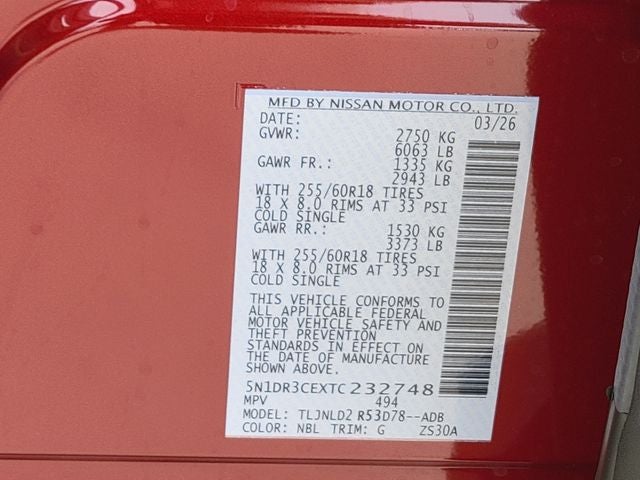 MFD BY NISSAN MOTOR CO., LTD.
DATE: 03/26
GVWR: 2750 KG
6063 LB
GAWR FR.: 1335 KG
2943 LB
WITH 255/60R18 TIRES
18 X 8.0 RIMS AT 33 PSI
COLD SINGLE
GAWR RR.: 1530 KG
3373 LB
WITH 255/60R18 TIRES
18 X 8.0 RIMS AT 33 PSI
COLD SINGLE
THIS VEHICLE CONFORMS TO
ALL APPLICABLE FEDERAL
MOTOR VEHICLE SAFETY AND
THEFT PREVENTION
STANDARDS IN EFFECT ON
THE DATE OF MANUFACTURE
SHOWN ABOVE.
5N1DR3CEXTC232748
MPV 494
MODEL: TLJNLD2 R53D78--ADB
COLOR: NBL TRIM: G ZS30A